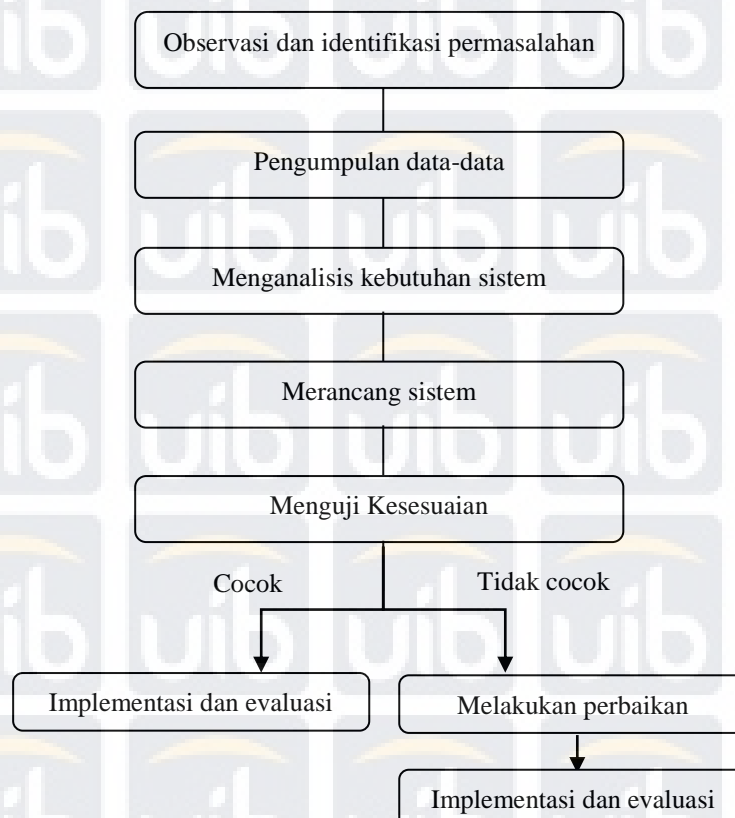 Observasi dan identifikasi permasalahan
Pengumpulan data-data
Menganalisis kebutuhan sistem
Merancang sistem
Menguji Kesesuaian
Cocok
Tidak cocok
Implementasi dan evaluasi
Melakukan perbaikan
Implementasi dan evaluasi